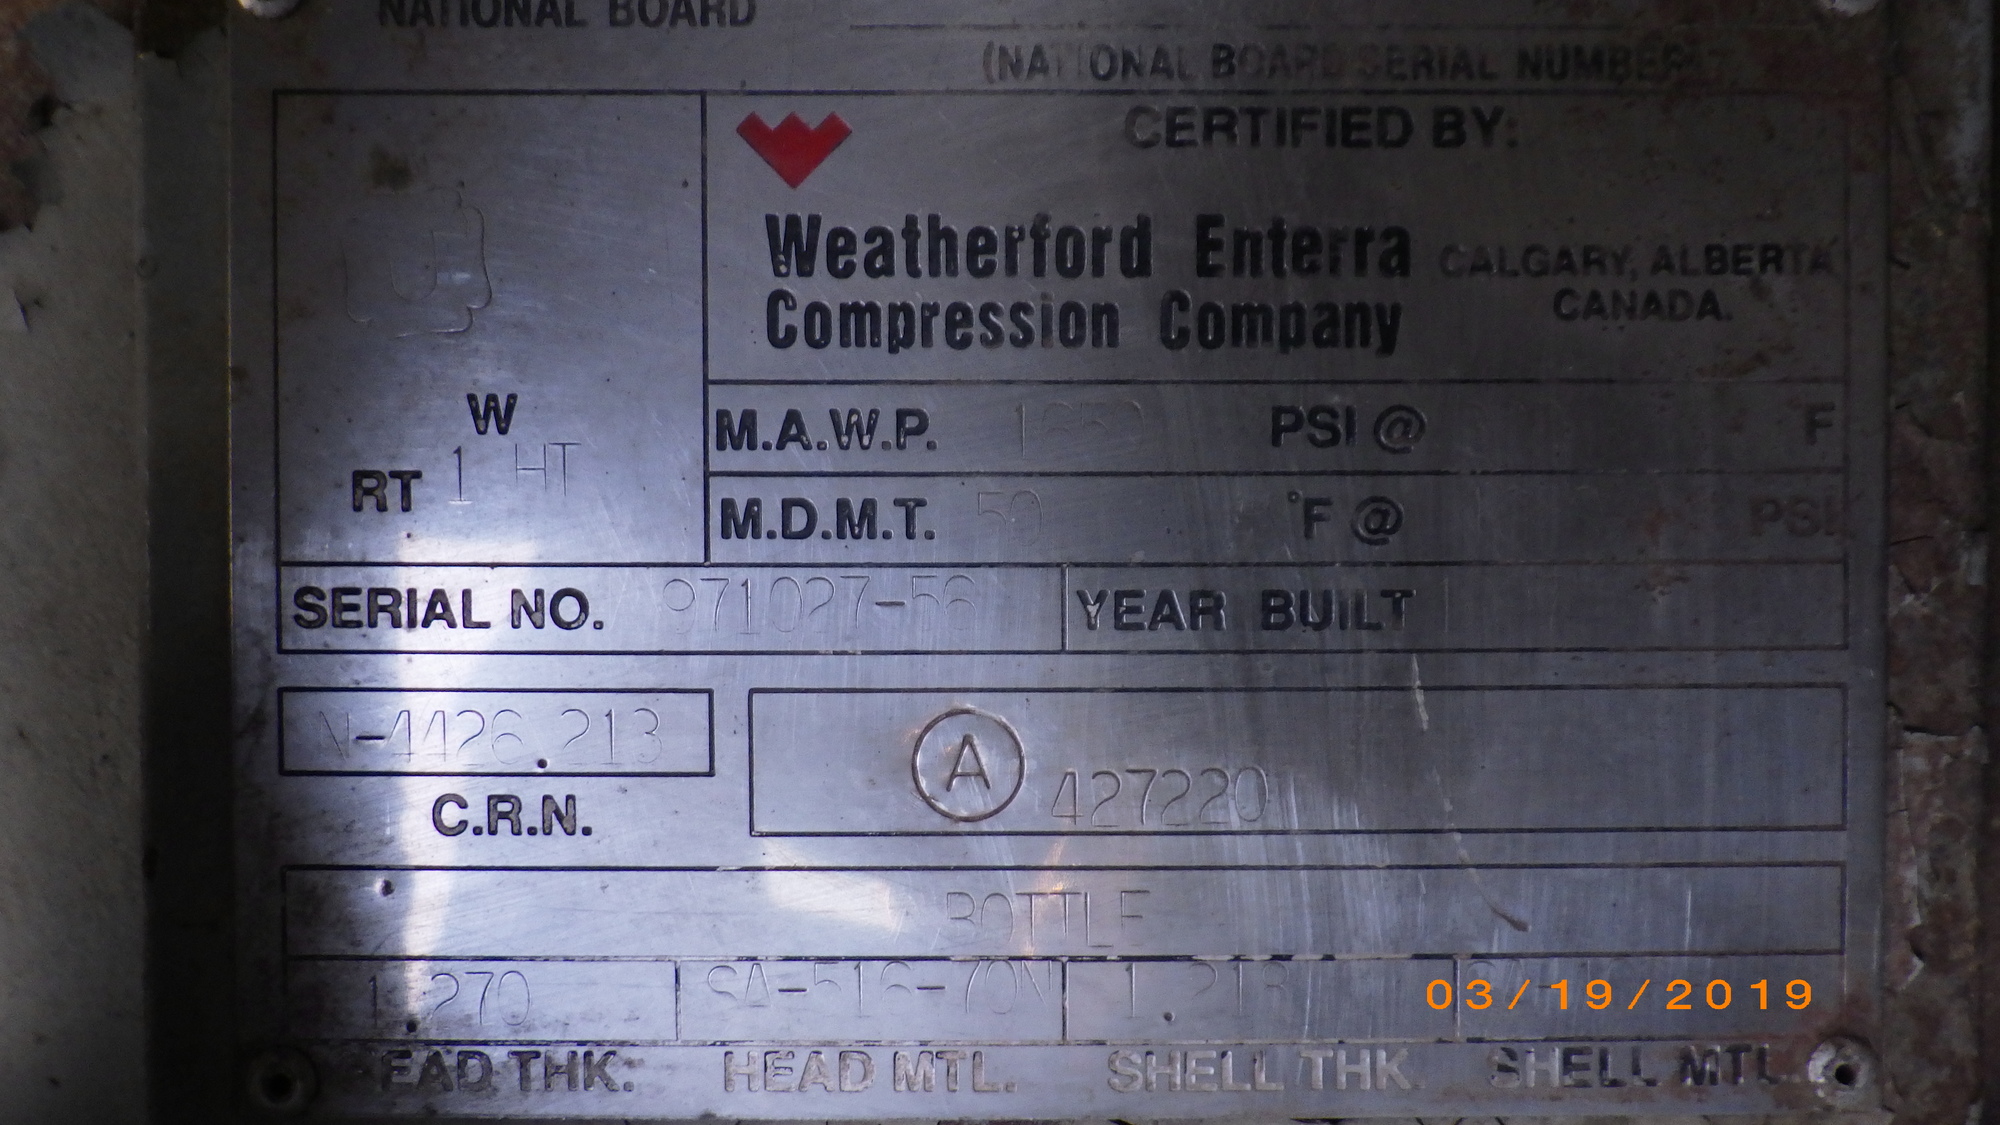 NATIONAL BOARD
(NATIONAL BOARD SERIAL NUMBER)
CERTIFIED BY:
Weatherford Enterra
Compression Company
CALGARY, ALBERTA
CANADA.
U
W
RT 1 HT
M.A.W.P. PSI @ F
M.D.M.T. 50 °F @ PSI
SERIAL NO. 971027-56 YEAR BUILT
N-4426.213
C.R.N.
A 427220
BOTTLE
1.270 SA-516-70N 1.218
03/19/2019
HEAD THK. HEAD MTL. SHELL THK. SHELL MTL.